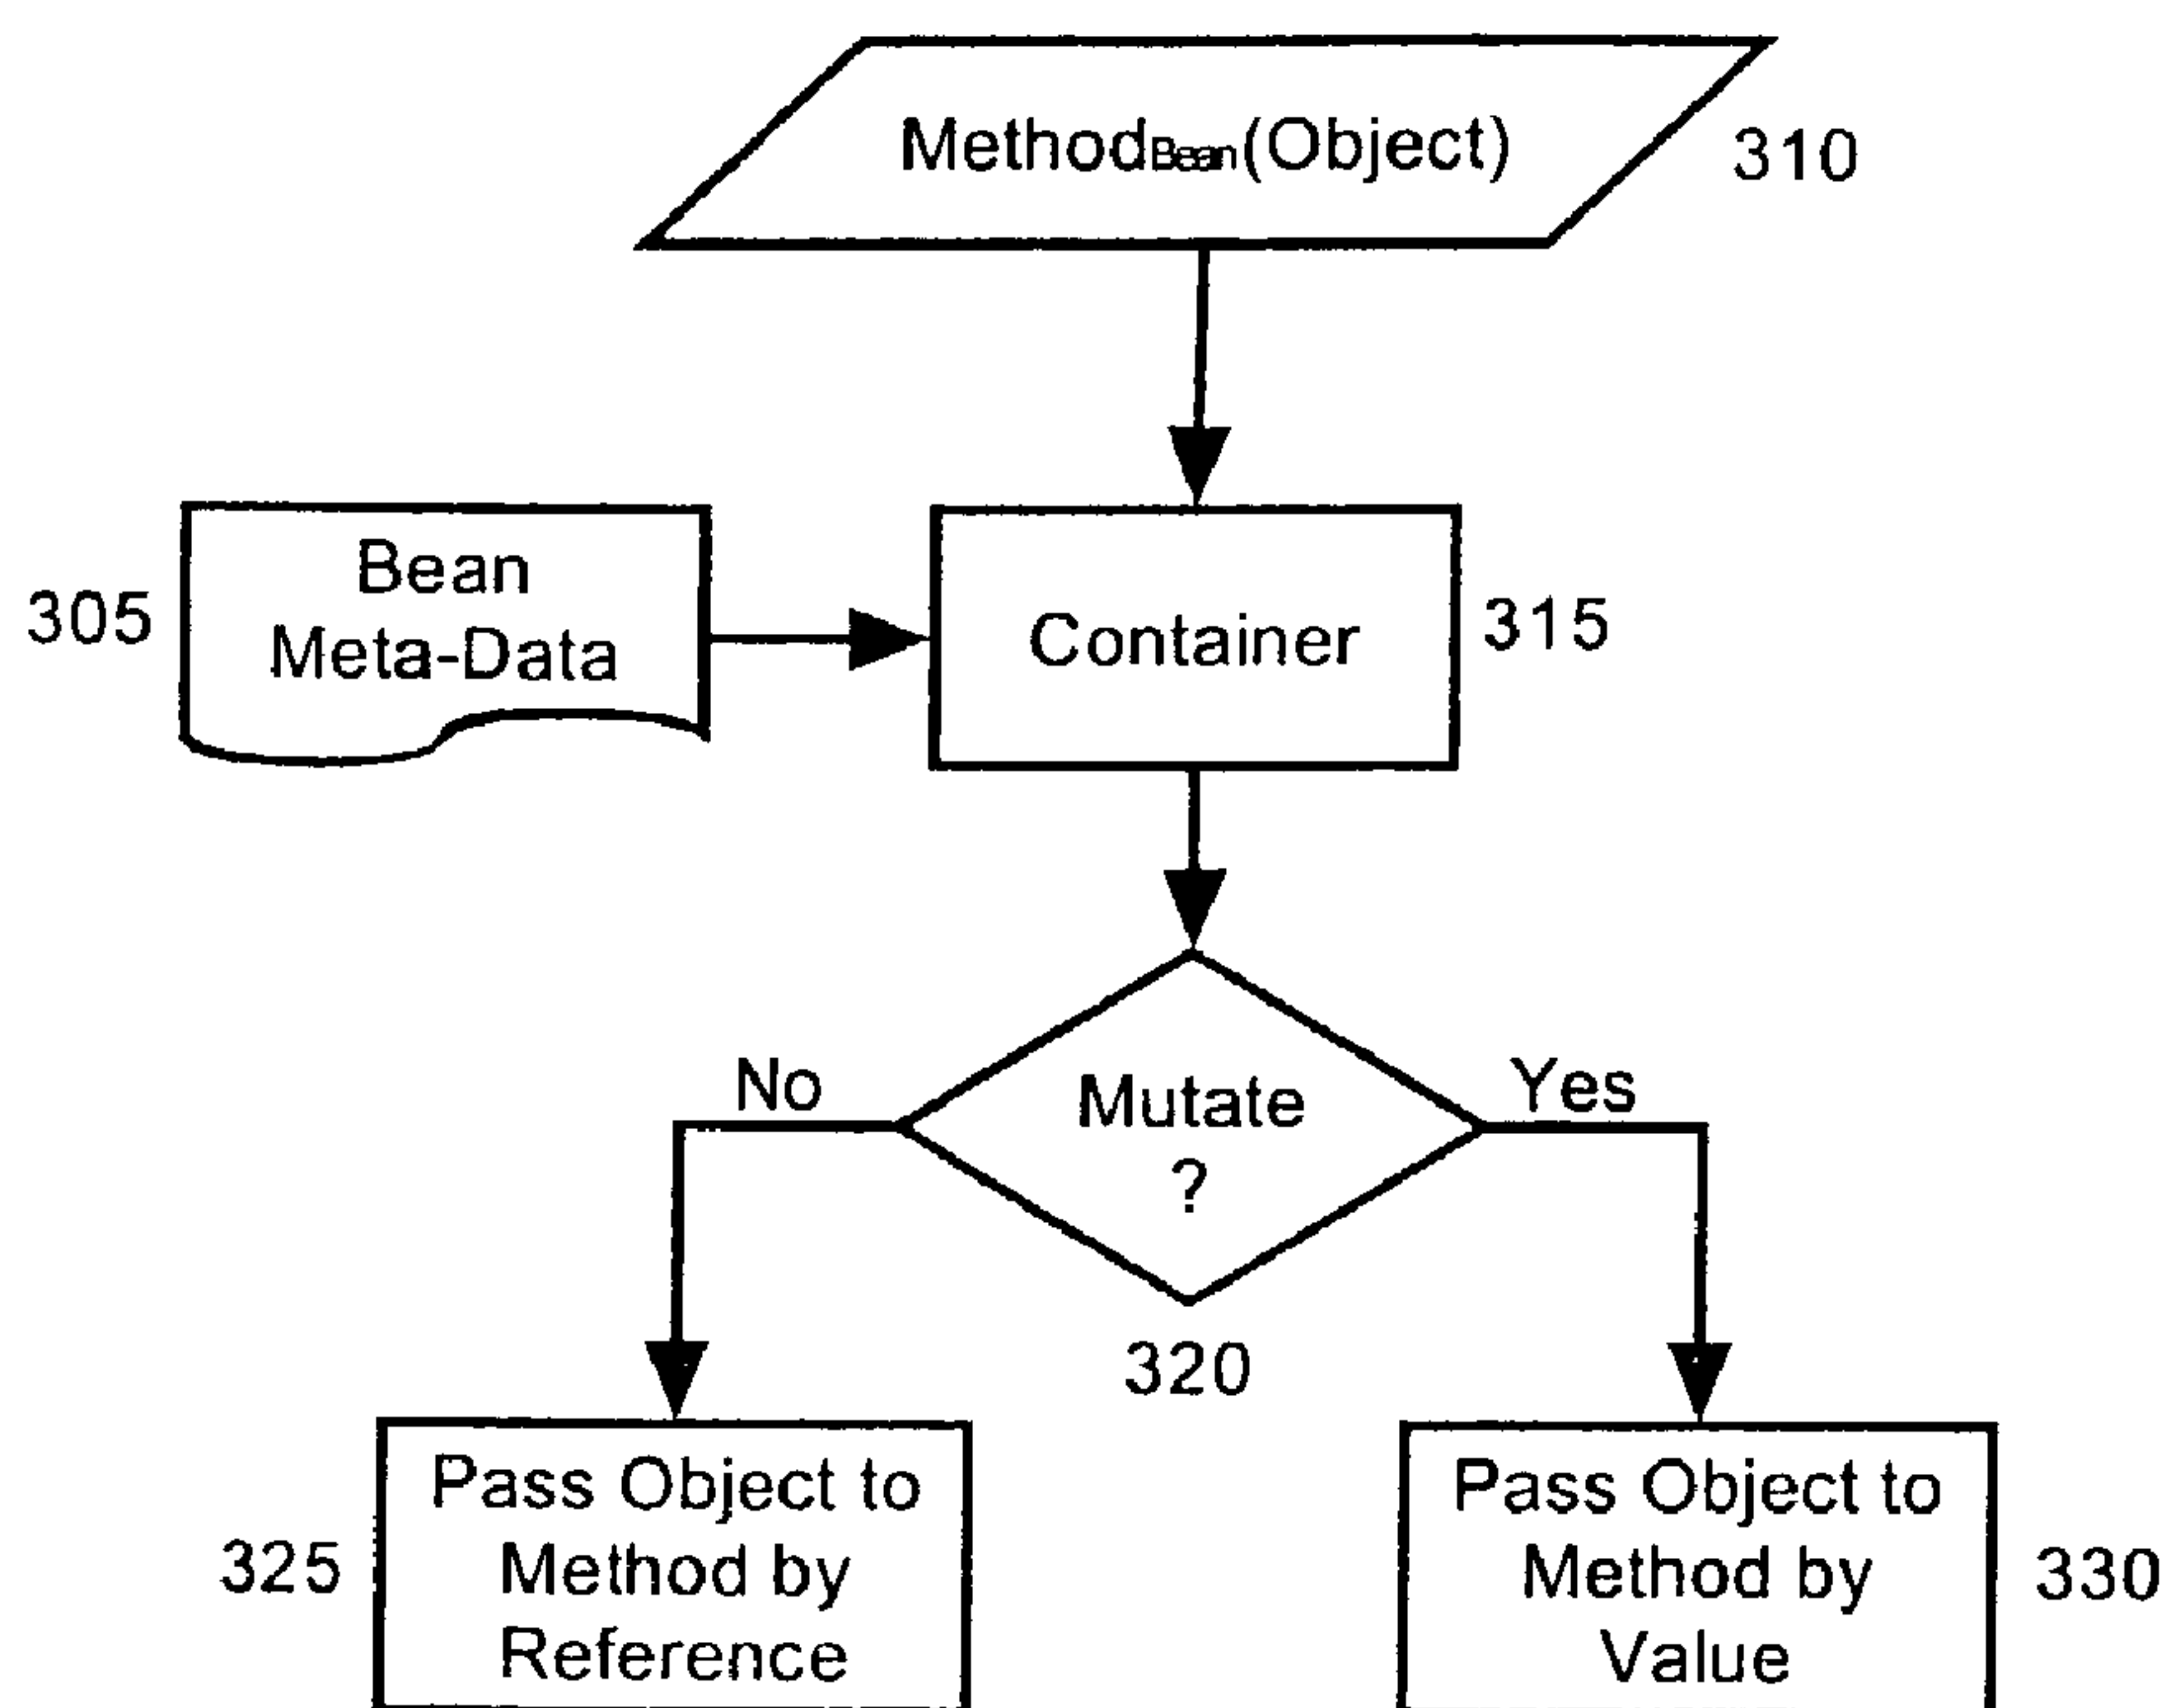 MethodBean(Object)
310
Bean
Meta-Data
305
Container
315
No
Mutate
?
Yes
320
Pass Object to
Method by
Reference
325
Pass Object to
Method by
Value
330